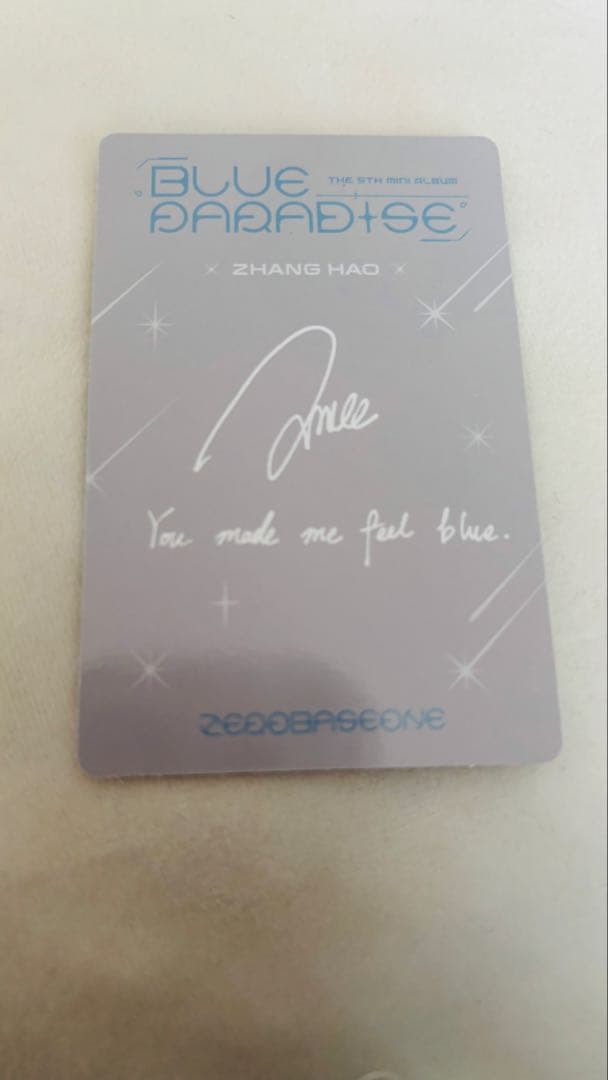 BLUE
THE 5TH MINI ALBUM
PARADISE
ZHANG HAO
You made me feel blue.
ZEROBASEONE